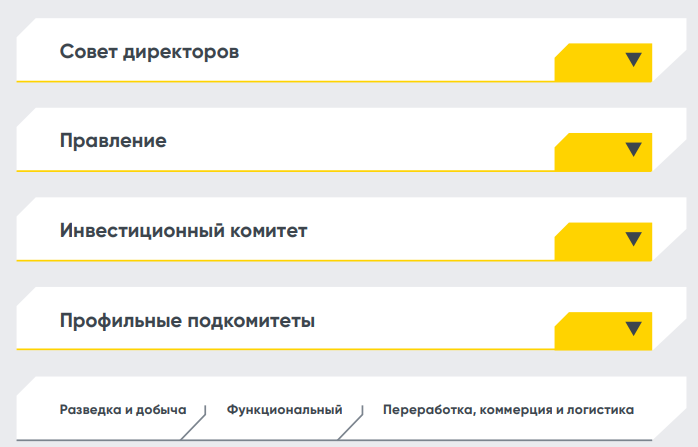 Совет директоров
Правление
Инвестиционный комитет
Профильные подкомитеты
Разведка и добыча
Функциональный
Переработка, коммерция и логистика